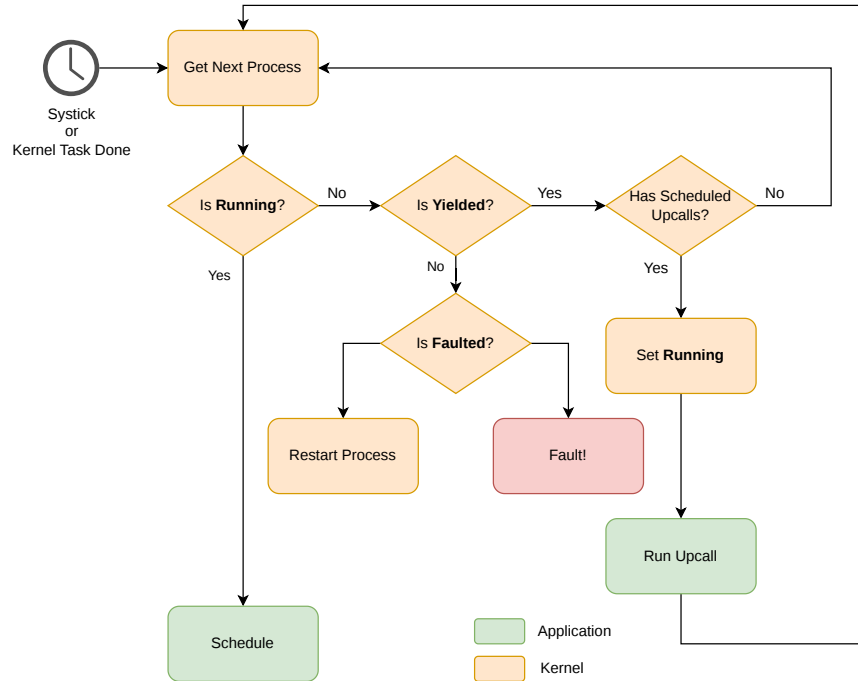 Get Next Process
Systick
or
Kernel Task Done
Is Running?
No
Is Yielded?
Yes
Has Scheduled
Upcalls?
No
Yes
No
Yes
Is Faulted?
Set Running
Restart Process
Fault!
Run Upcall
Schedule
Application
Kernel